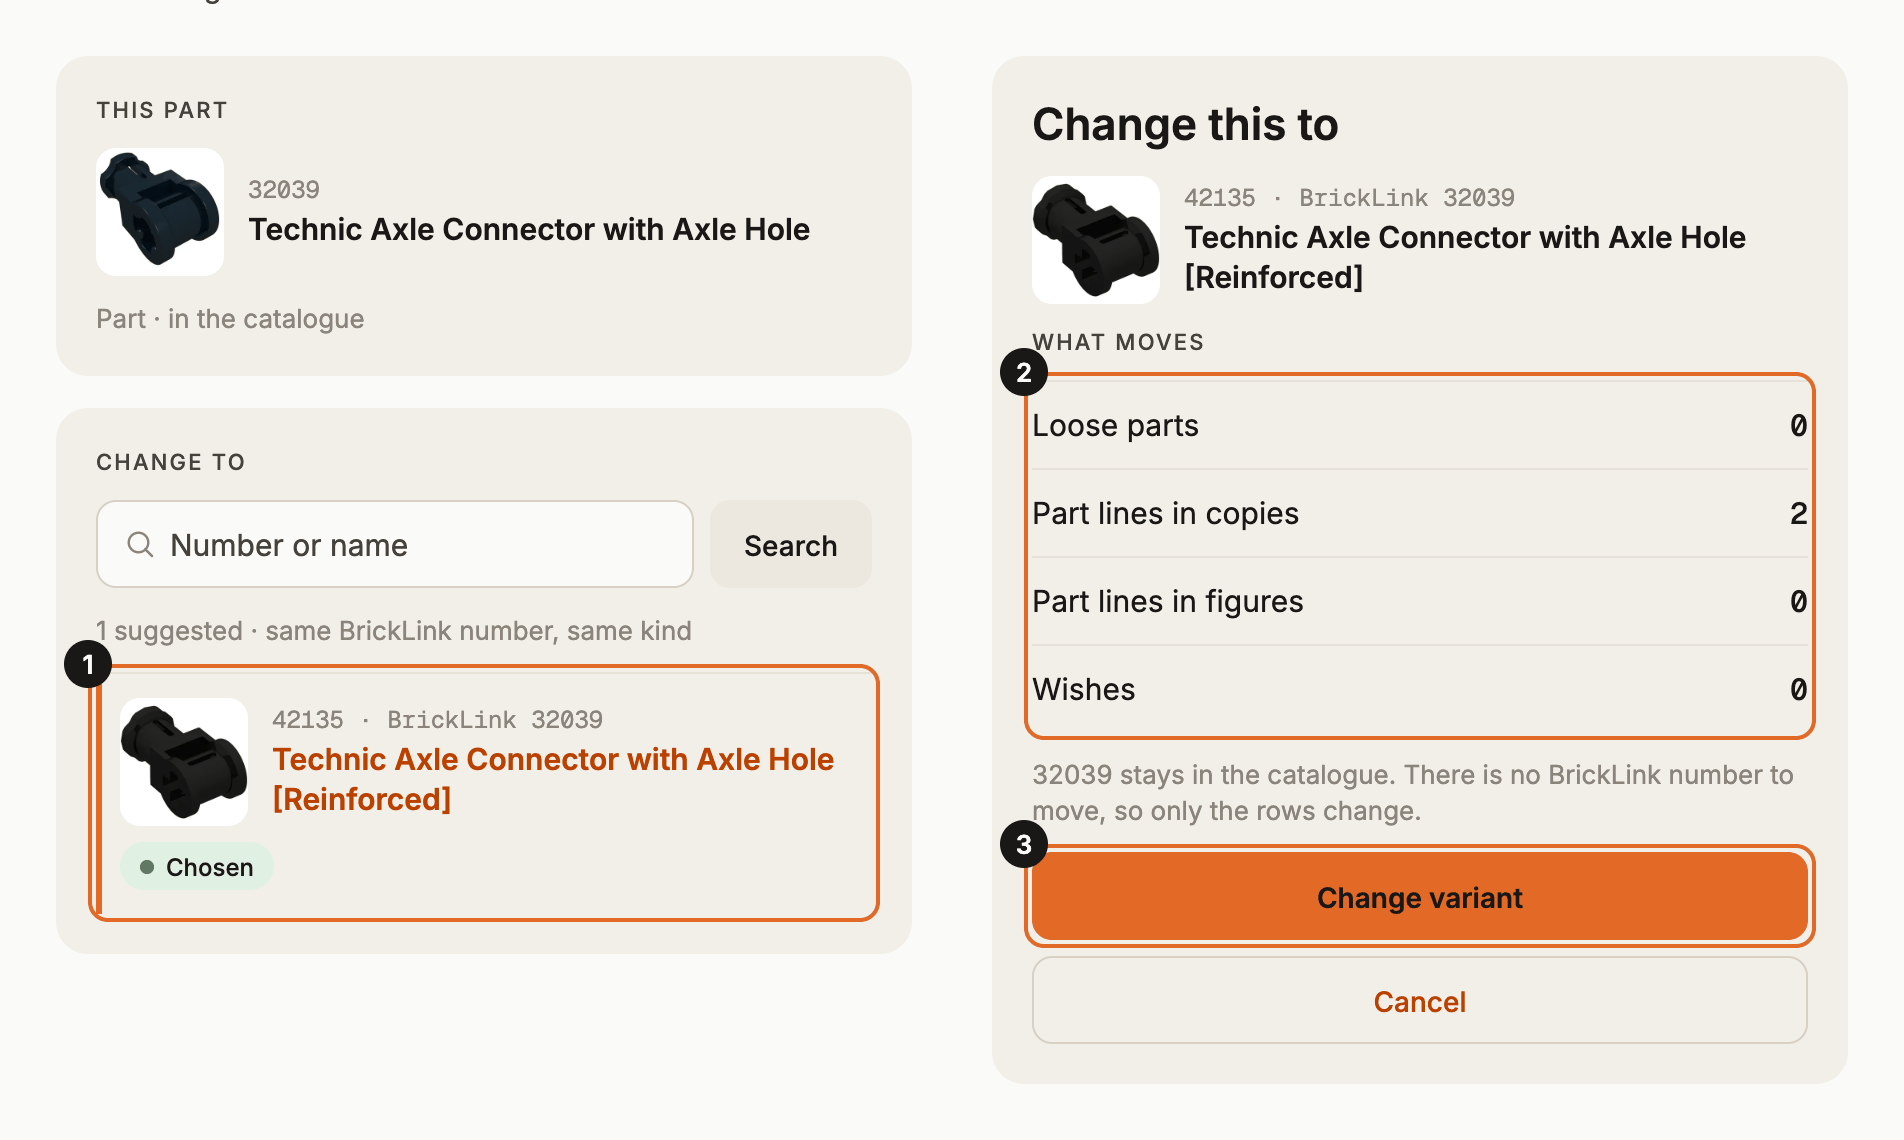 THIS PART
32039
Technic Axle Connector with Axle Hole
Part · in the catalogue
CHANGE TO
Number or name
Search
1 suggested · same BrickLink number, same kind
1
42135 · BrickLink 32039
Technic Axle Connector with Axle Hole
[Reinforced]
Chosen
Change this to
42135 · BrickLink 32039
Technic Axle Connector with Axle Hole
[Reinforced]
WHAT MOVES
2
Loose parts 0
Part lines in copies 2
Part lines in figures 0
Wishes 0
32039 stays in the catalogue. There is no BrickLink number to
move, so only the rows change.
3
Change variant
Cancel